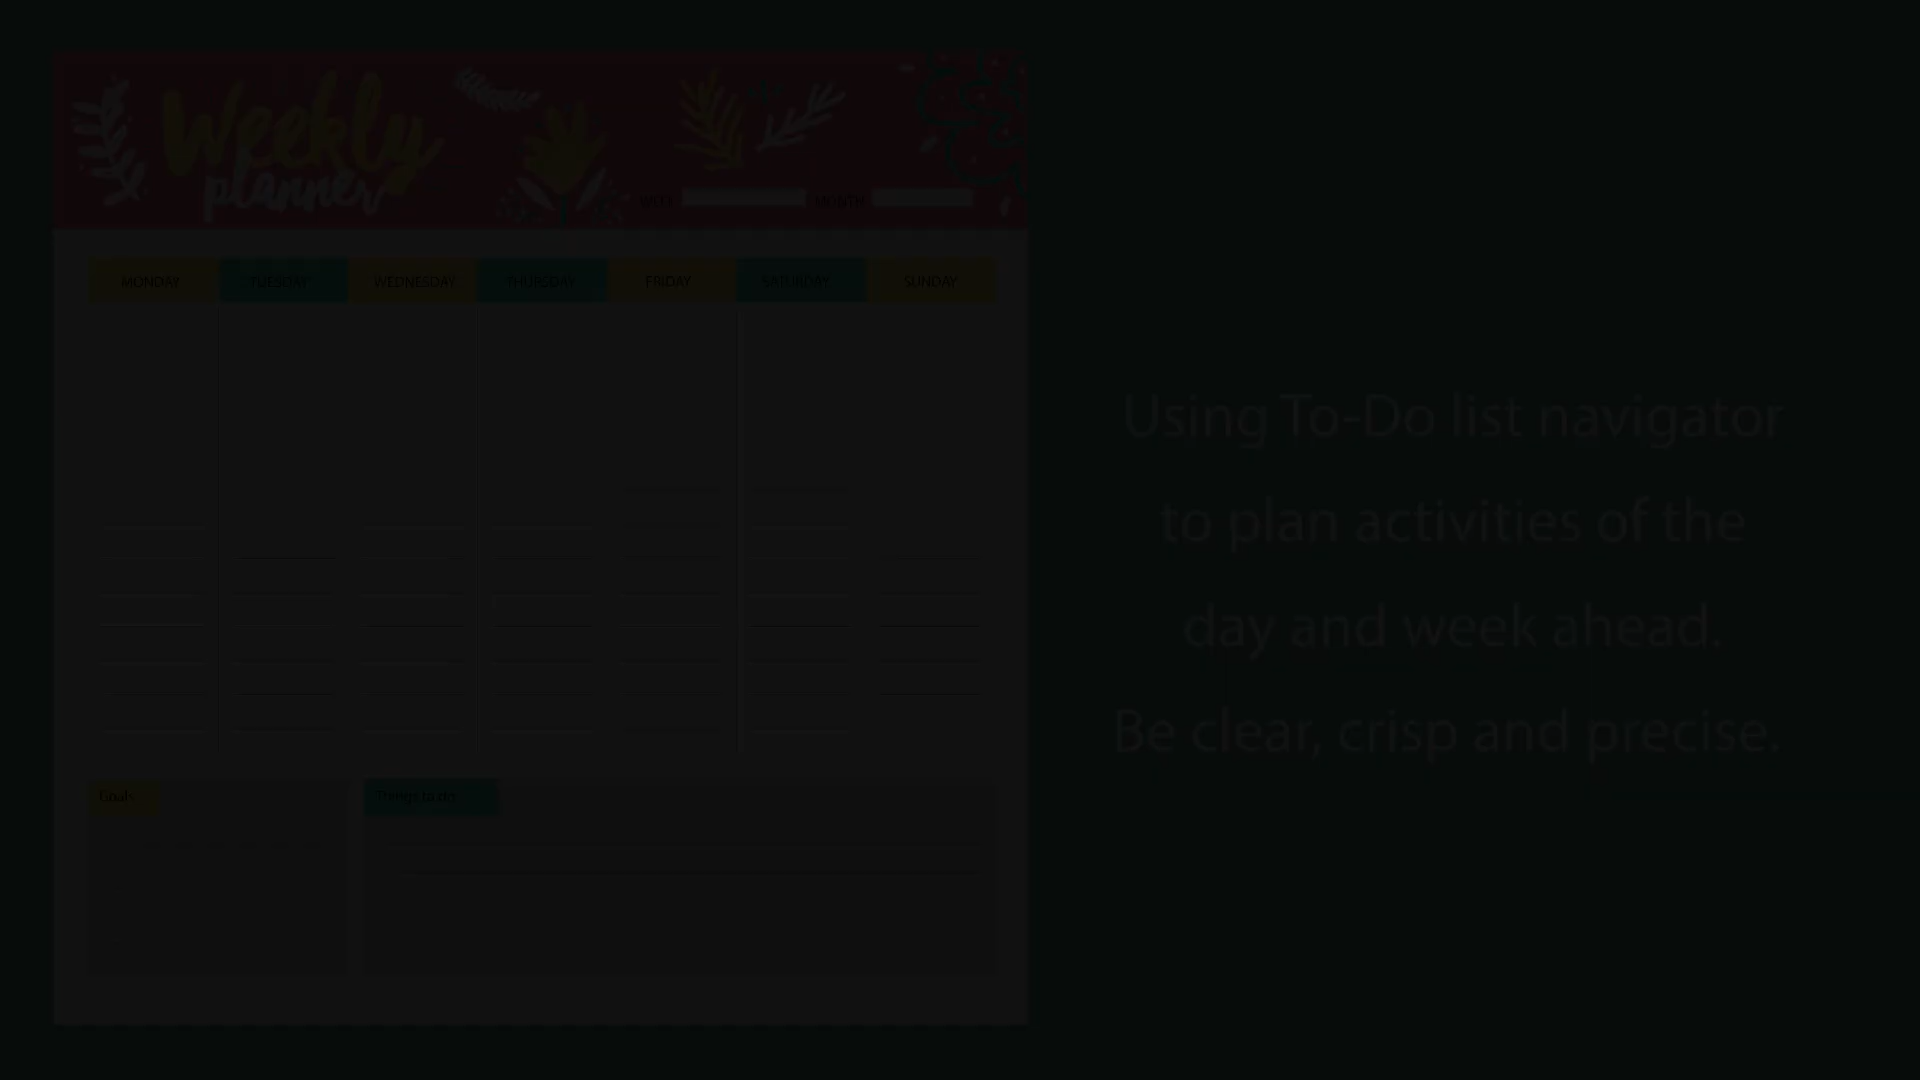 Weekly
planner
WEEK MONTH
MONDAY TUESDAY WEDNESDAY THURSDAY FRIDAY SATURDAY SUNDAY
Goals Things to do
Using To-Do list navigator
to plan activities of the
day and week ahead.
Be clear, crisp and precise.